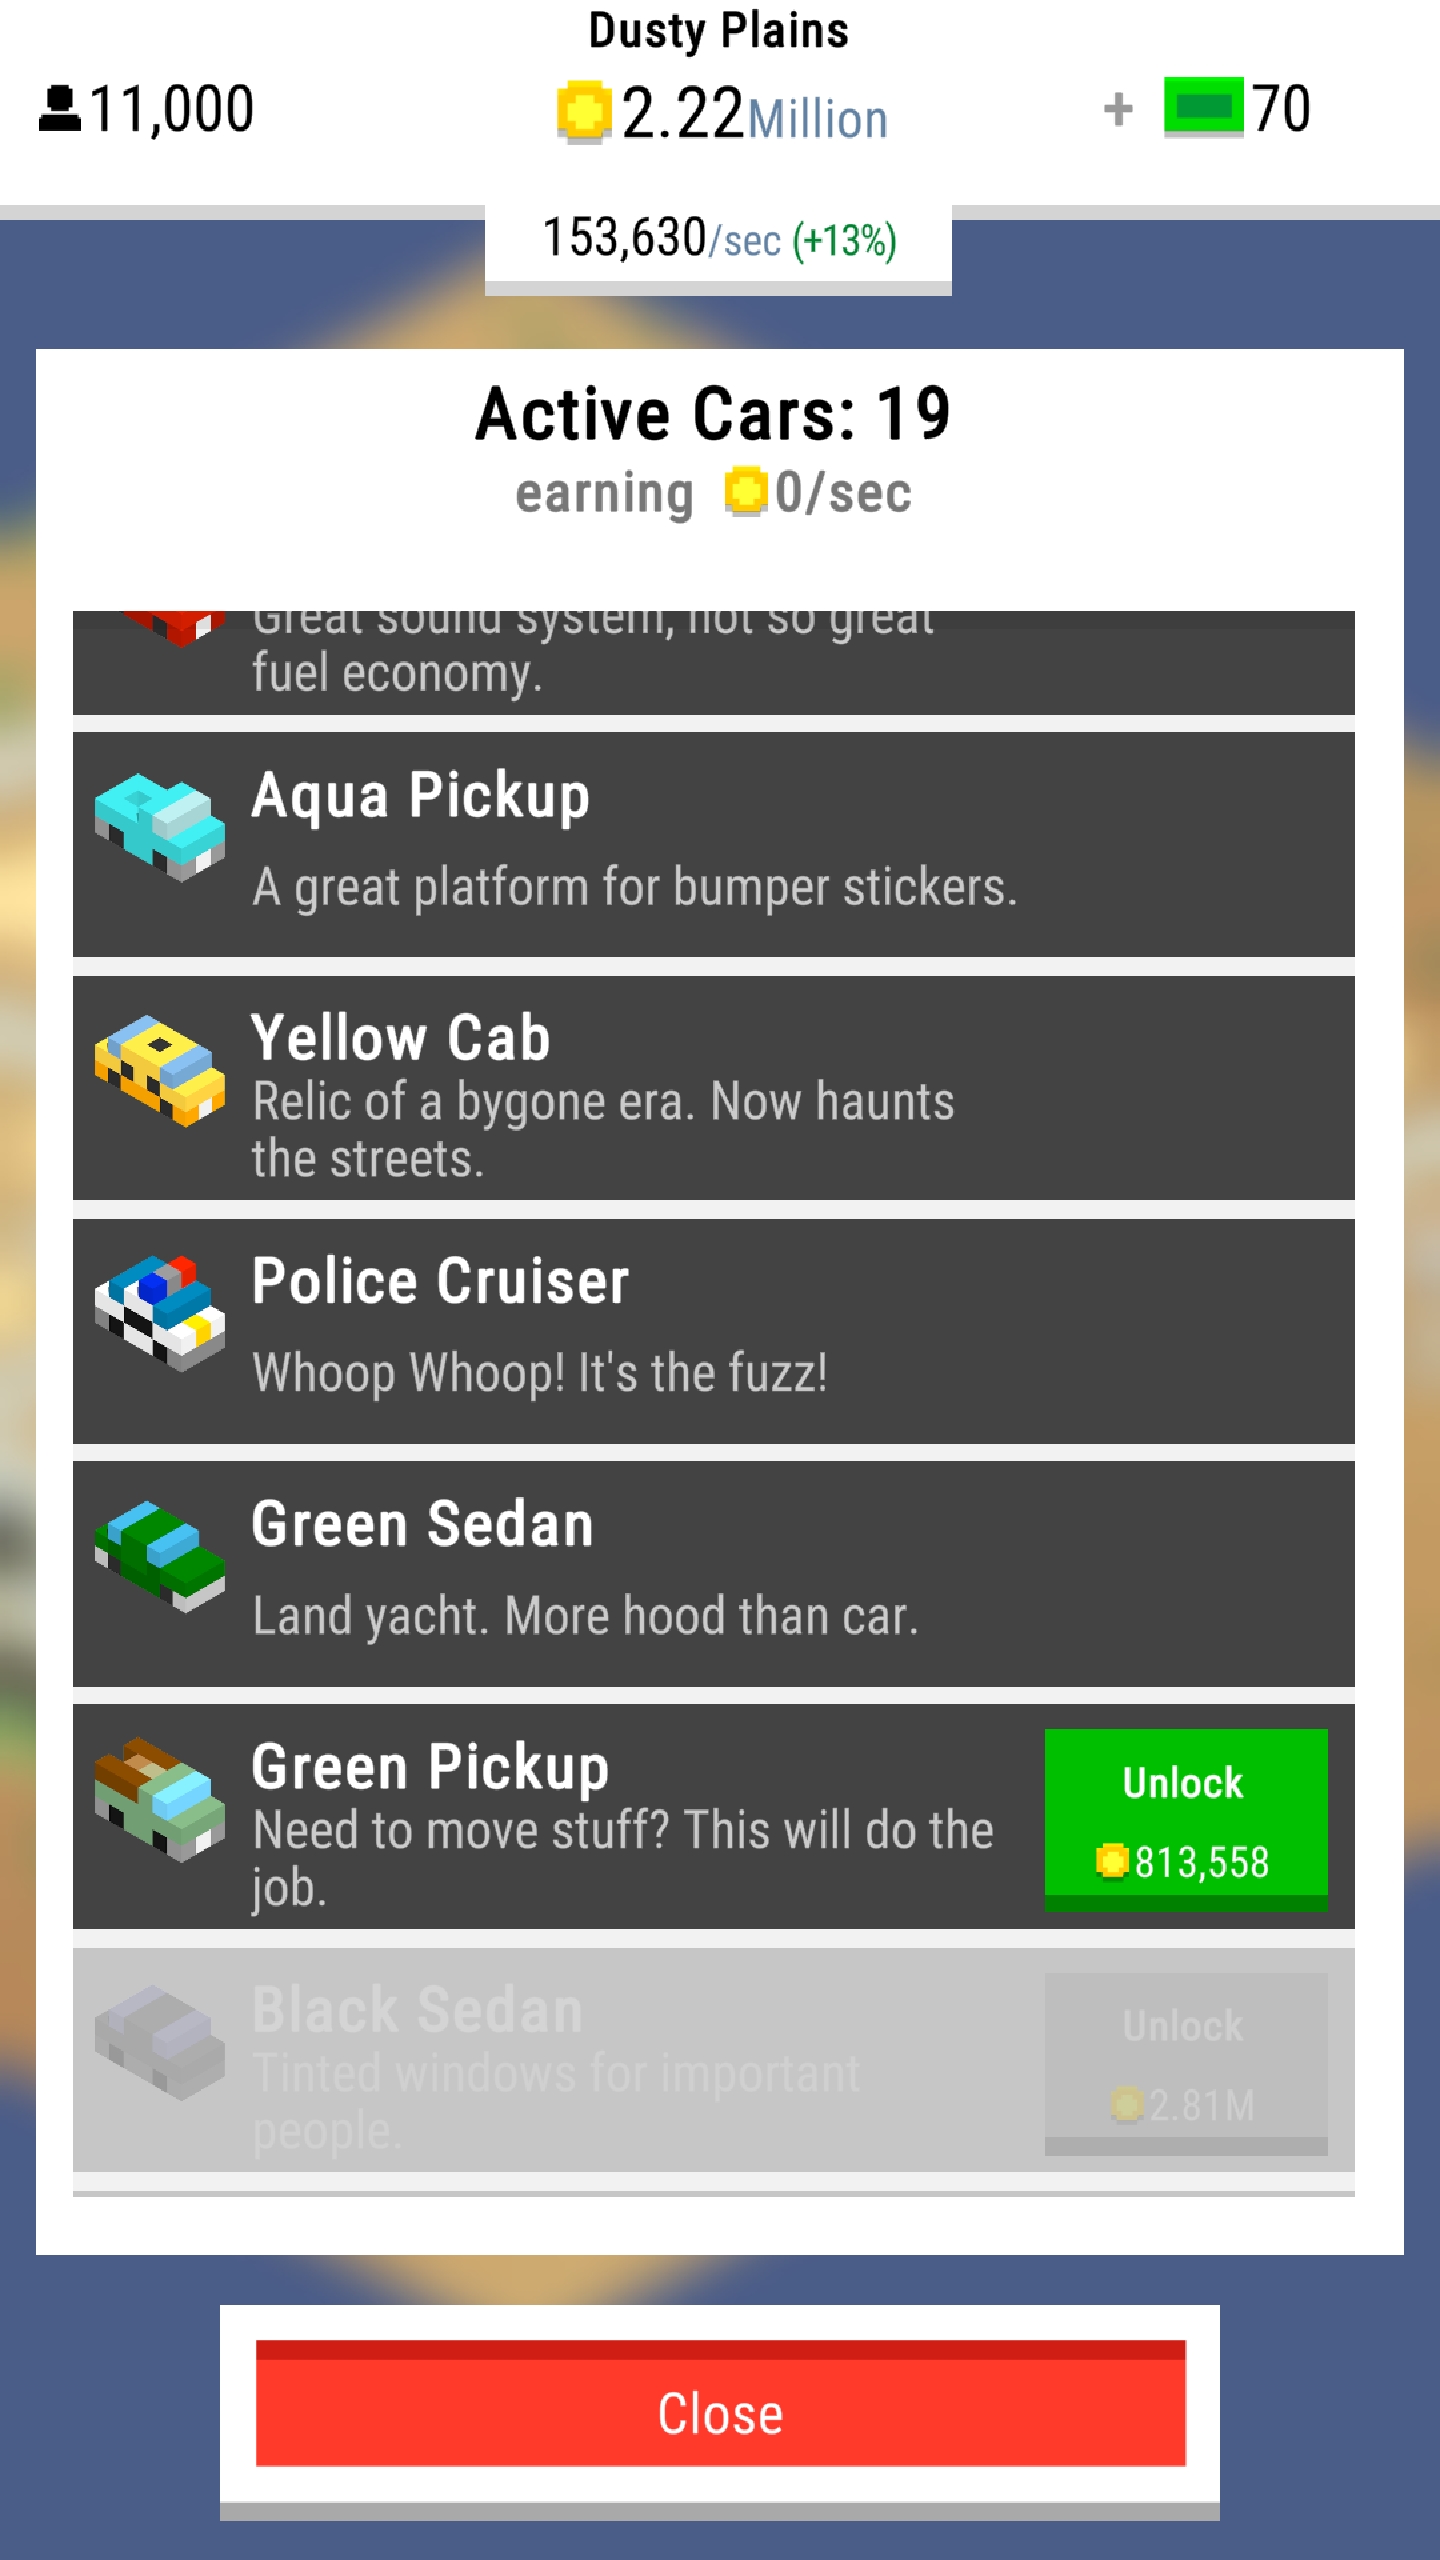 Dusty Plains
11,000
2.22Million
+ 70
153,630/sec (+13%)
Active Cars: 19
earning 0/sec
Great sound system, not so great
fuel economy.
Aqua Pickup
A great platform for bumper stickers.
Yellow Cab
Relic of a bygone era. Now haunts
the streets.
Police Cruiser
Whoop Whoop! It's the fuzz!
Green Sedan
Land yacht. More hood than car.
Green Pickup
Need to move stuff? This will do the
job.
Unlock
813,558
Black Sedan
Tinted windows for important
people.
Unlock
2.81M
Close